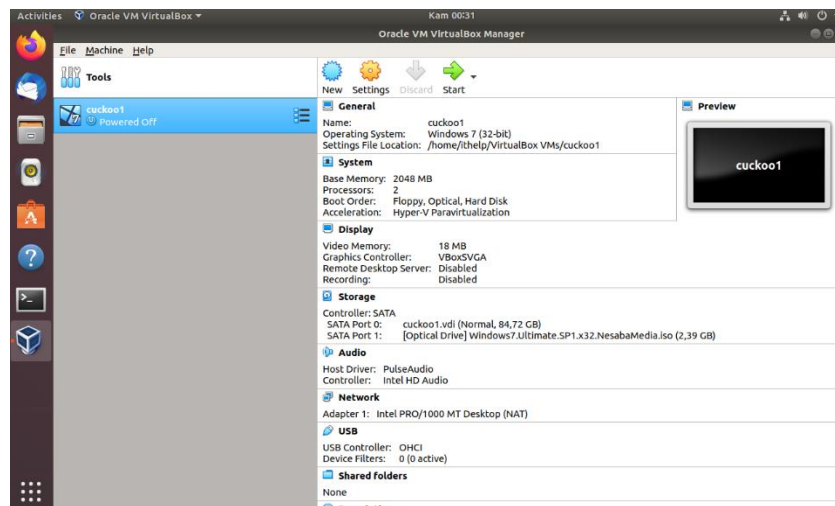 Activities Oracle VM VirtualBox Kam 00:31
Oracle VM VirtualBox Manager
File Machine Help
Tools
New Settings Discard Start
cuckoo1
Powered Off
General
Name: cuckoo1
Operating System: Windows 7 (32-bit)
Settings File Location: /home/ithelp/VirtualBox VMs/cuckoo1
System
Base Memory: 2048 MB
Processors: 2
Boot Order: Floppy, Optical, Hard Disk
Acceleration: Hyper-V Paravirtualization
Preview
cuckoo1
Display
Video Memory: 18 MB
Graphics Controller: VBoxSVGA
Remote Desktop Server: Disabled
Recording: Disabled
Storage
Controller: SATA
SATA Port 0: cuckoo1.vdi (Normal, 84,72 GB)
SATA Port 1: [Optical Drive] Windows7.Ultimate.SP1.x32.NesabaMedia.iso (2,39 GB)
Audio
Host Driver: PulseAudio
Controller: Intel HD Audio
Network
Adapter 1: Intel PRO/1000 MT Desktop (NAT)
USB
USB Controller: OHCI
Device Filters: 0 (0 active)
Shared folders
None